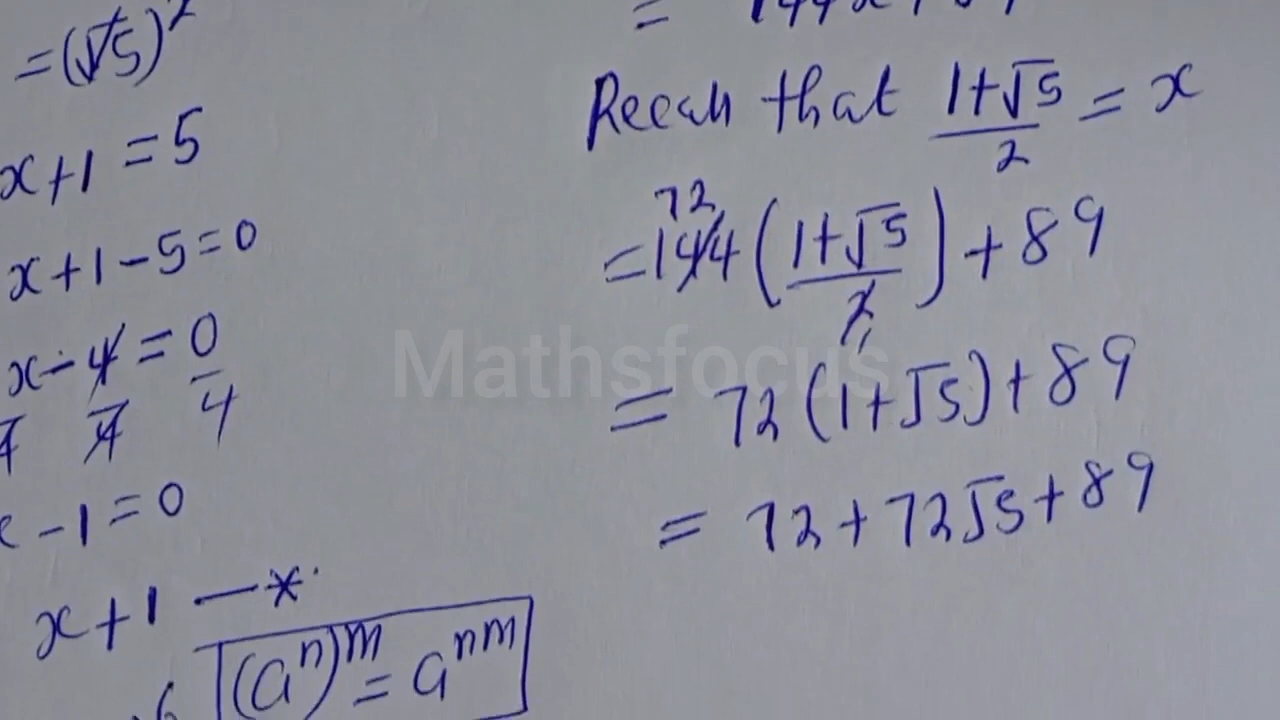 = (√5)²
x + 1 = 5
x + 1 - 5 = 0
x - 4 = 0
4 4 4
x - 1 = 0
x + 1 — *
(aⁿ)ᵐ = aⁿᵐ
= 144x +
Recall that (1+√5)/2 = x
72
= 144 ( (1+√5)/2 ) + 89
= 72 (1+√5) + 89
= 72 + 72√5 + 89
Mathsfocus